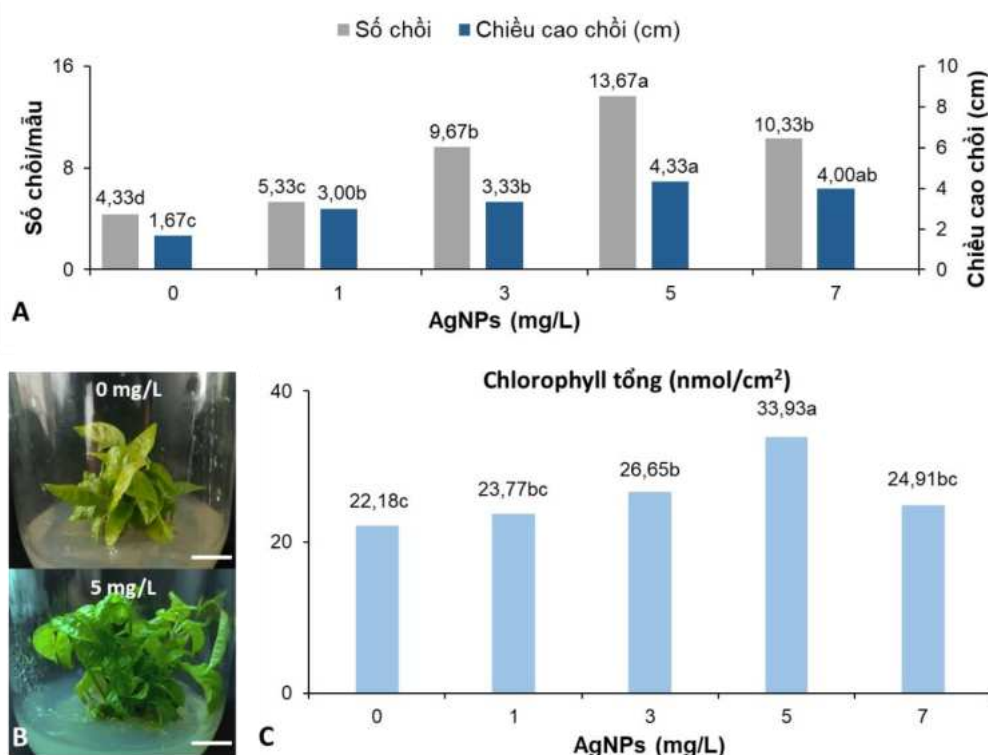 Số chồi Chiều cao chồi (cm)
16 10
13,67a
8
9,67b 10,33b
6
8
4,33a 4,00ab
5,33c 3,33b 4
4,33d 3,00b
1,67c 2
0 0
Số chồi/mẫu
Chiều cao chồi (cm)
0 1 3 5 7
AgNPs (mg/L)
A
0 mg/L
5 mg/L
B
Chlorophyll tổng (nmol/cm²)
40
33,93a
26,65b
22,18c 23,77bc 24,91bc
20
0
0 1 3 5 7
AgNPs (mg/L)
C